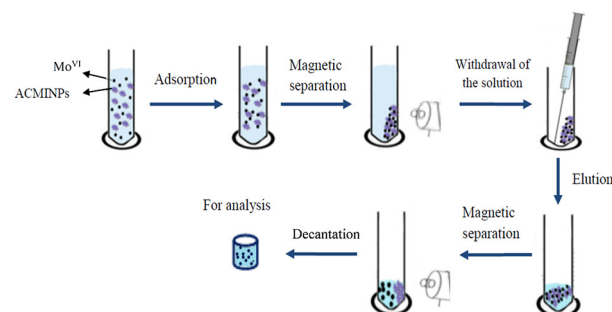 Mo^VI
ACMINPs
Adsorption
Magnetic
separation
Withdrawal of
the solution
Elution
Magnetic
separation
Decantation
For analysis